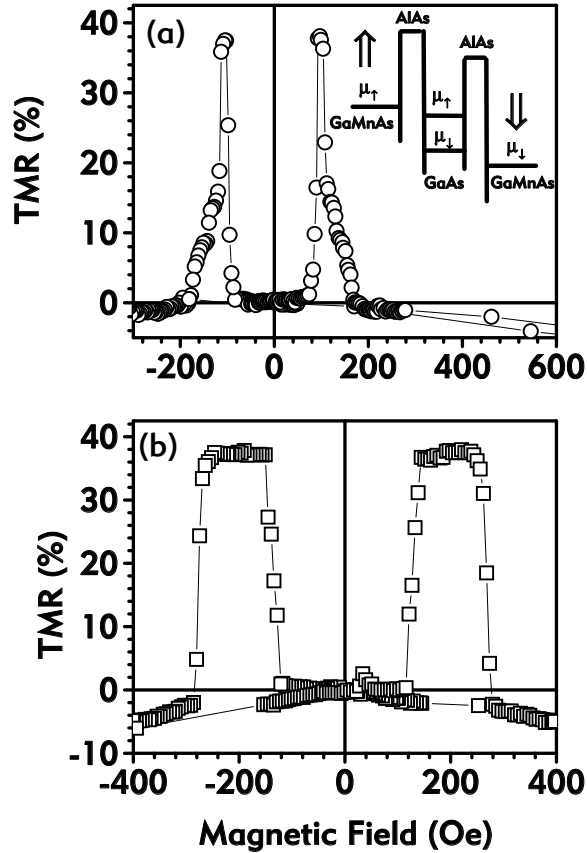 (a)
40
30
20
10
0
TMR (%)
-200
0
200
400
600
AlAs
AlAs
μ↑
μ↑
μ↓
μ↓
GaMnAs
GaAs
GaMnAs
(b)
40
30
20
10
0
-10
TMR (%)
-400
-200
0
200
400
Magnetic Field (Oe)